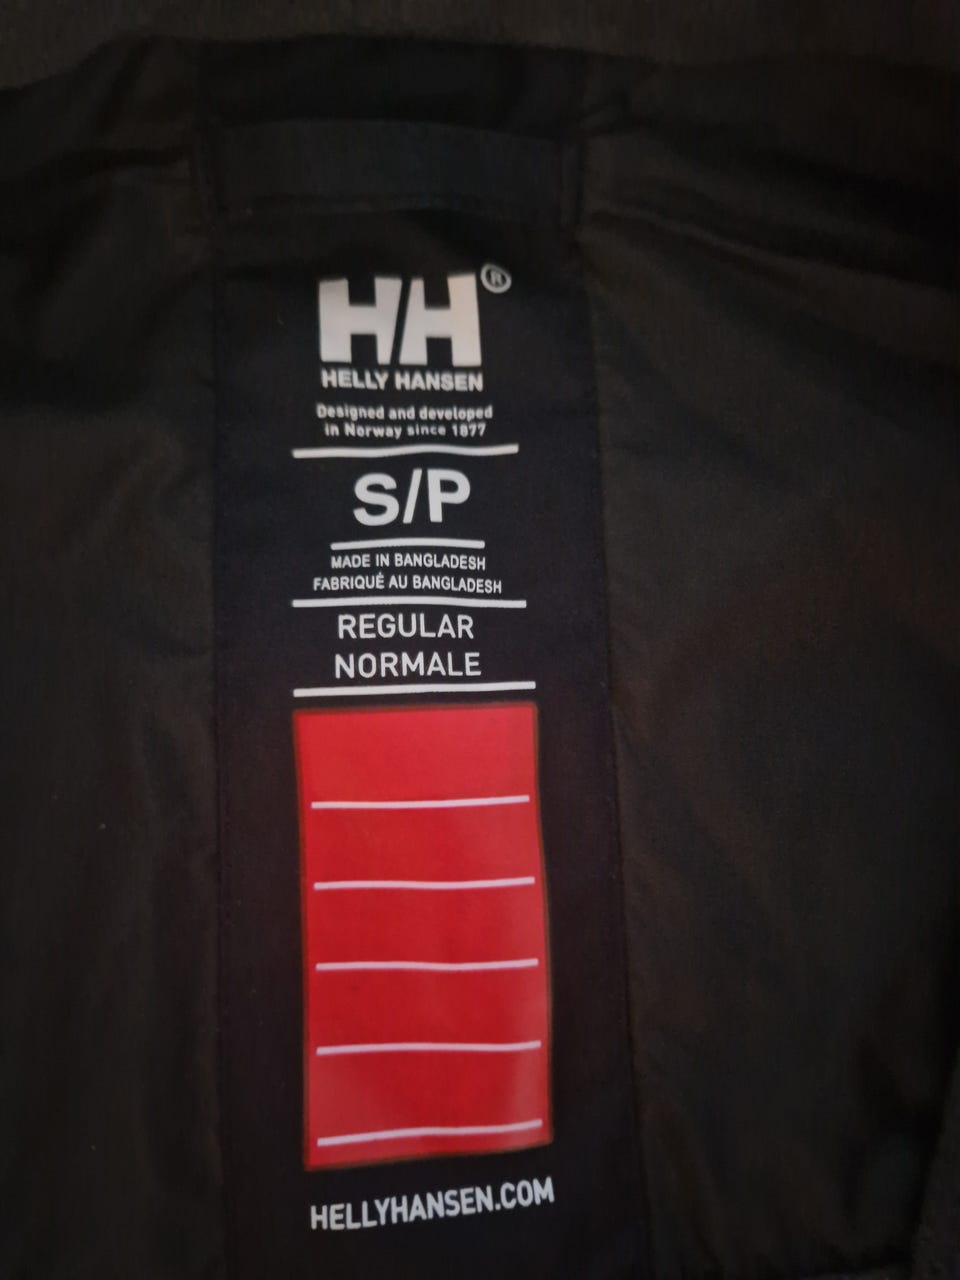 HH®
HELLY HANSEN
Designed and developed
in Norway since 1877
S/P
MADE IN BANGLADESH
FABRIQUÉ AU BANGLADESH
REGULAR
NORMALE
HELLYHANSEN.COM